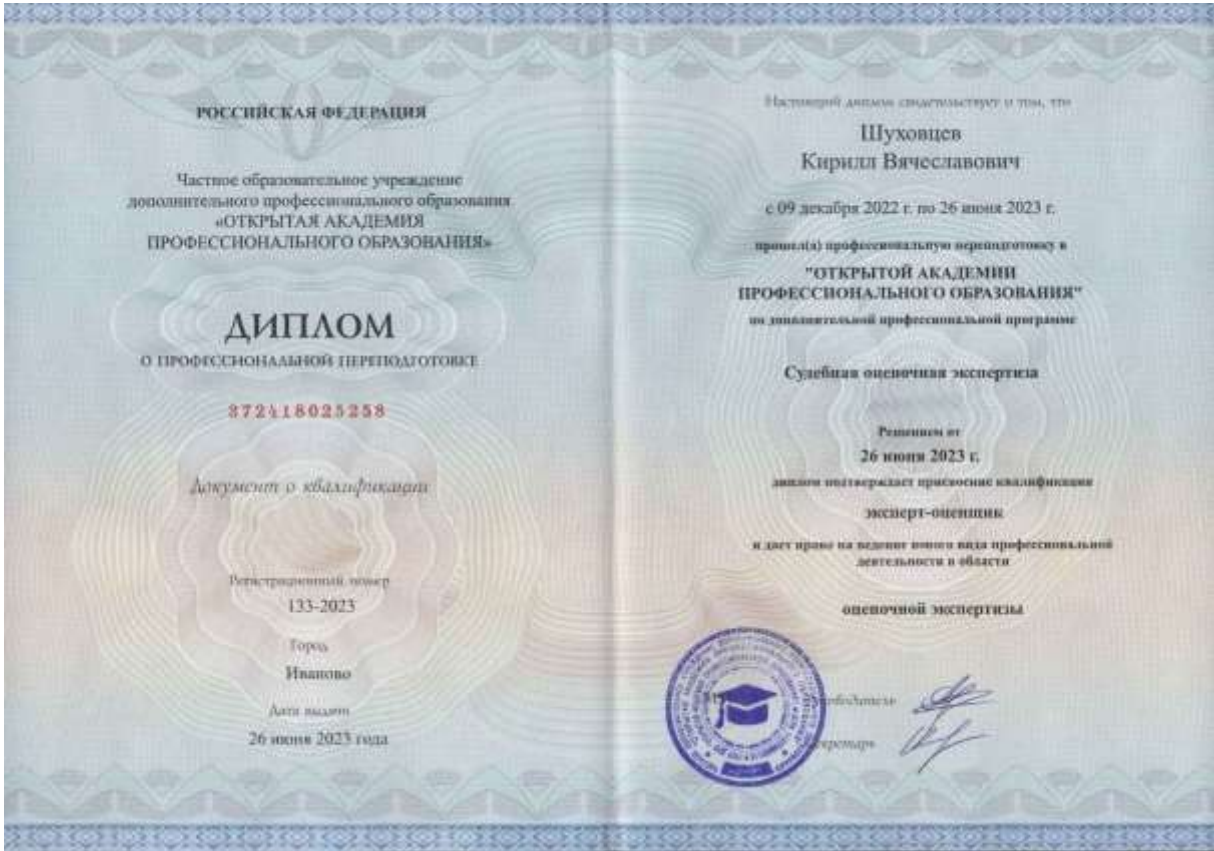 РОССИЙСКАЯ ФЕДЕРАЦИЯ
Частное образовательное учреждение
дополнительного профессионального образования
«ОТКРЫТАЯ АКАДЕМИЯ
ПРОФЕССИОНАЛЬНОГО ОБРАЗОВАНИЯ»
ДИПЛОМ
О ПРОФЕССИОНАЛЬНОЙ ПЕРЕПОДГОТОВКЕ
372418025258
Документ о квалификации
Регистрационный номер
133-2023
Город
Иваново
Дата выдачи
26 июня 2023 года
Настоящий диплом свидетельствует о том, что
Шуховцев
Кирилл Вячеславович
с 09 декабря 2022 г. по 26 июня 2023 г.
прошел(а) профессиональную переподготовку в
"ОТКРЫТОЙ АКАДЕМИИ
ПРОФЕССИОНАЛЬНОГО ОБРАЗОВАНИЯ"
по дополнительной профессиональной программе
Судебная оценочная экспертиза
Решением от
26 июня 2023 г.
диплом подтверждает присвоение квалификации
эксперт-оценщик
и дает право на ведение нового вида профессиональной
деятельности в области
оценочной экспертизы
Руководитель
Секретарь